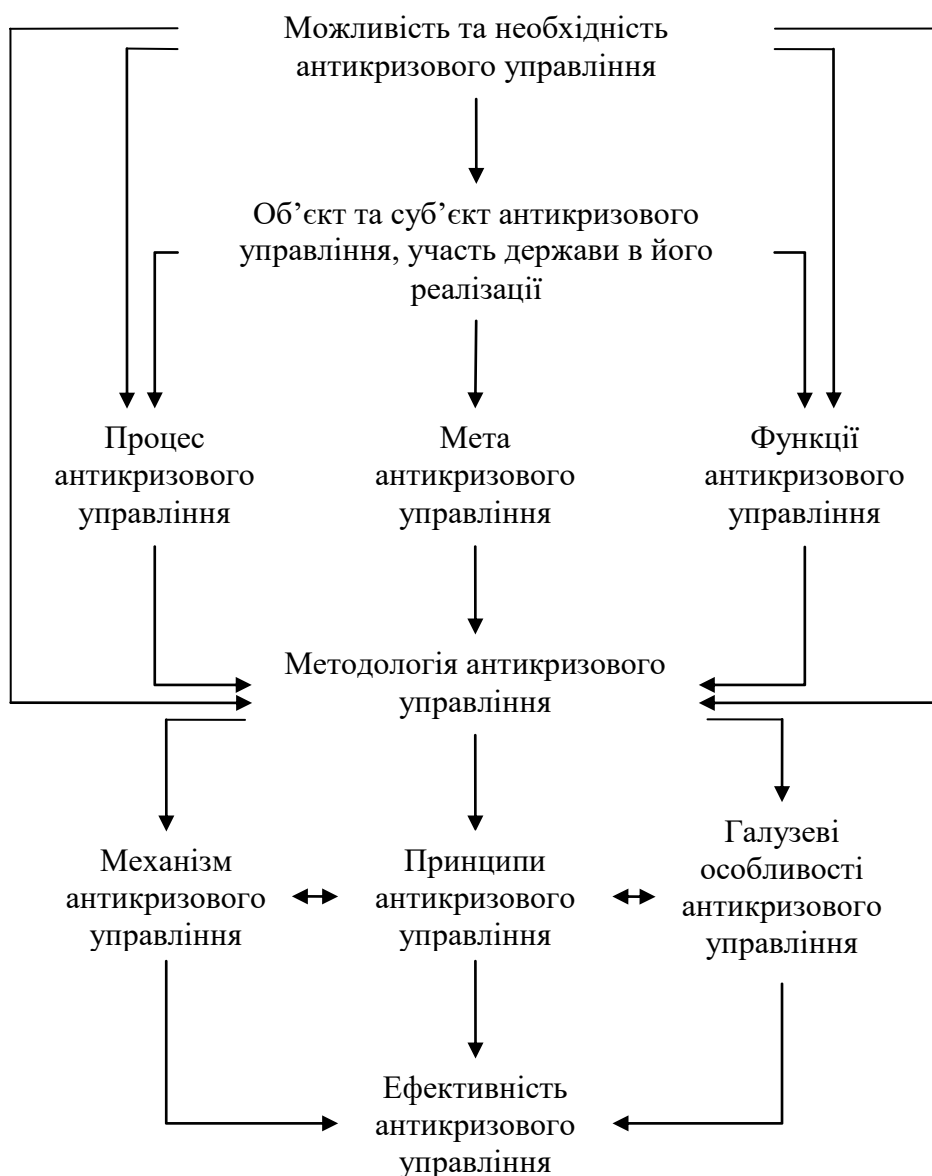 Можливість та необхідність
антикризового управління
Об’єкт та суб’єкт антикризового
управління, участь держави в його
реалізації
Процес
антикризового
управління
Мета
антикризового
управління
Функції
антикризового
управління
Методологія антикризового
управління
Механізм
антикризового
управління
Принципи
антикризового
управління
Галузеві
особливості
антикризового
управління
Ефективність
антикризового
управління